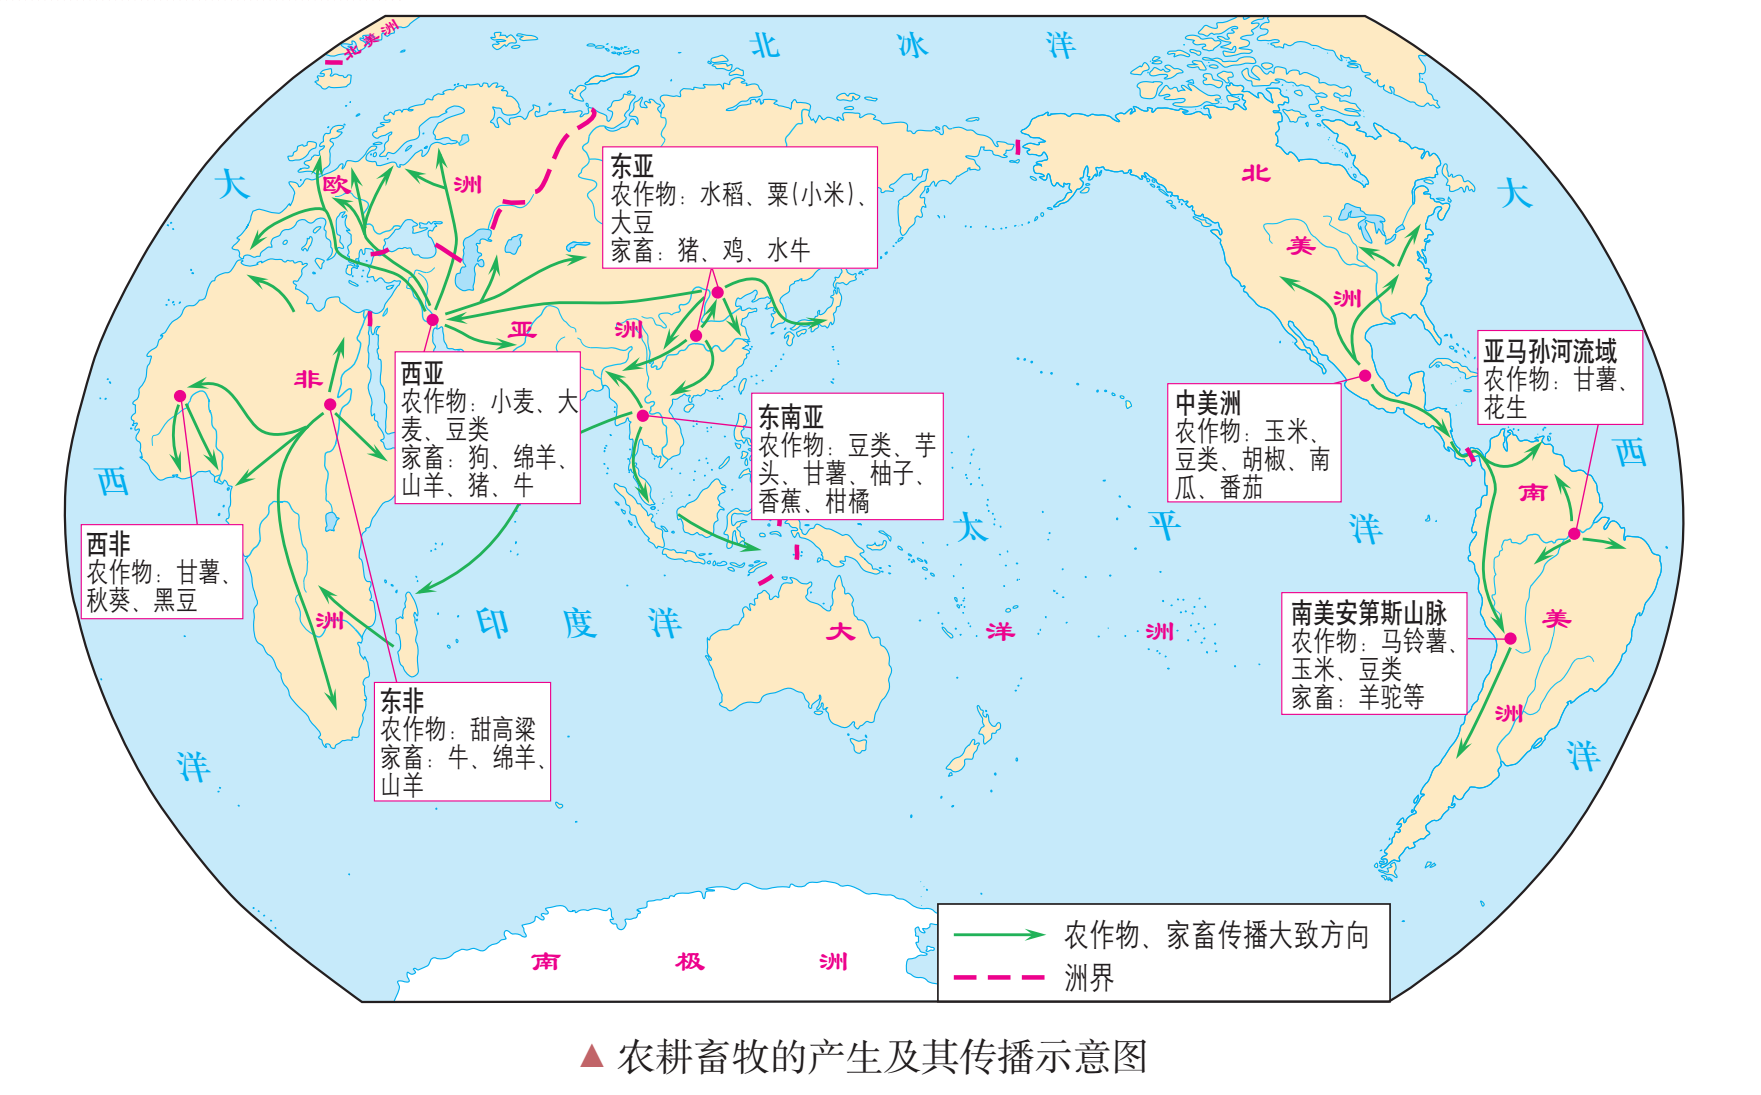 北美洲
北冰洋
大西洋
欧洲
东亚
农作物：水稻、粟(小米)、
大豆
家畜：猪、鸡、水牛
北美洲
大西洋
亚洲
非洲
西亚
农作物：小麦、大
麦、豆类
家畜：狗、绵羊、
山羊、猪、牛
东南亚
农作物：豆类、芋
头、甘薯、柚子、
香蕉、柑橘
中美洲
农作物：玉米、
豆类、胡椒、南
瓜、番茄
亚马孙河流域
农作物：甘薯、
花生
西非
农作物：甘薯、
秋葵、黑豆
太平洋
印度洋
大洋洲
南美洲
南美安第斯山脉
农作物：马铃薯、
玉米、豆类
家畜：羊驼等
东非
农作物：甜高粱
家畜：牛、绵羊、
山羊
南极洲
农作物、家畜传播大致方向
洲界
▲农耕畜牧的产生及其传播示意图